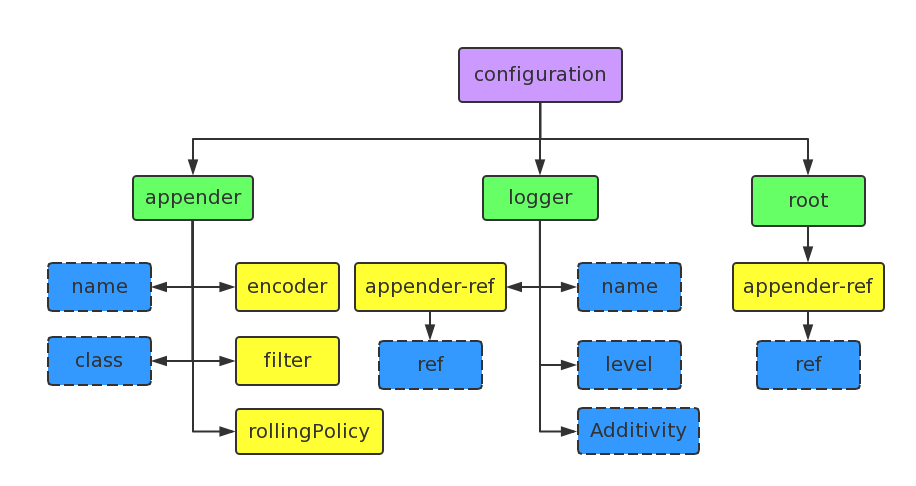 configuration
appender
logger
root
name
encoder
appender-ref
name
appender-ref
class
filter
ref
level
ref
rollingPolicy
Additivity